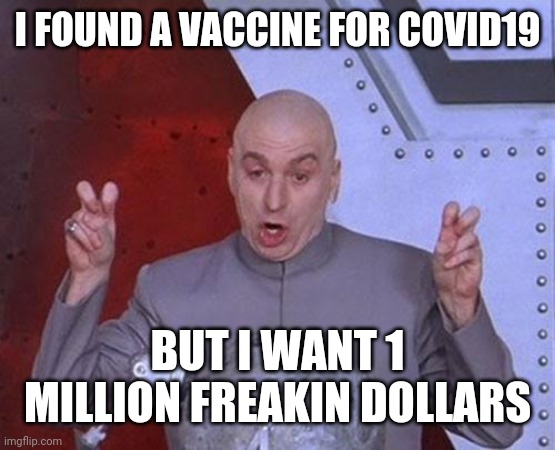 I FOUND A VACCINE FOR COVID19
BUT I WANT 1
MILLION FREAKIN DOLLARS
imgflip.com